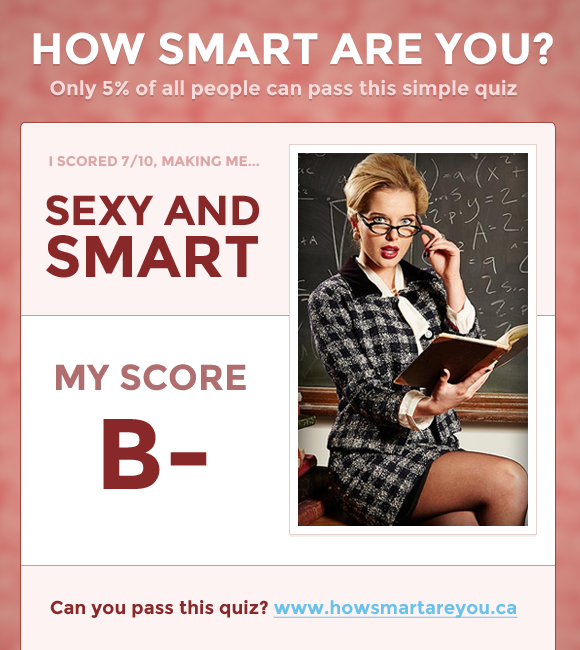 HOW SMART ARE YOU?
Only 5% of all people can pass this simple quiz
I SCORED 7/10, MAKING ME...
SEXY AND
SMART
MY SCORE
B-
Can you pass this quiz? www.howsmartareyou.ca